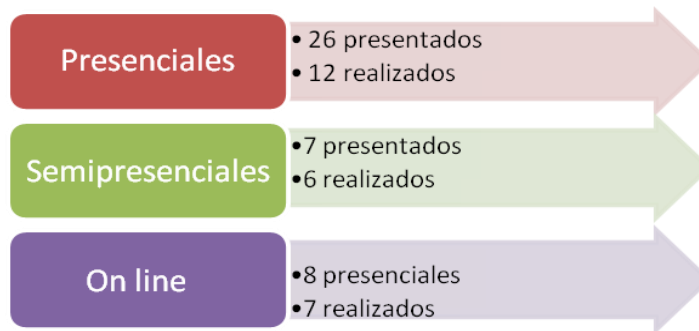 Presenciales
• 26 presentados
• 12 realizados
Semipresenciales
•7 presentados
•6 realizados
On line
•8 presenciales
•7 realizados